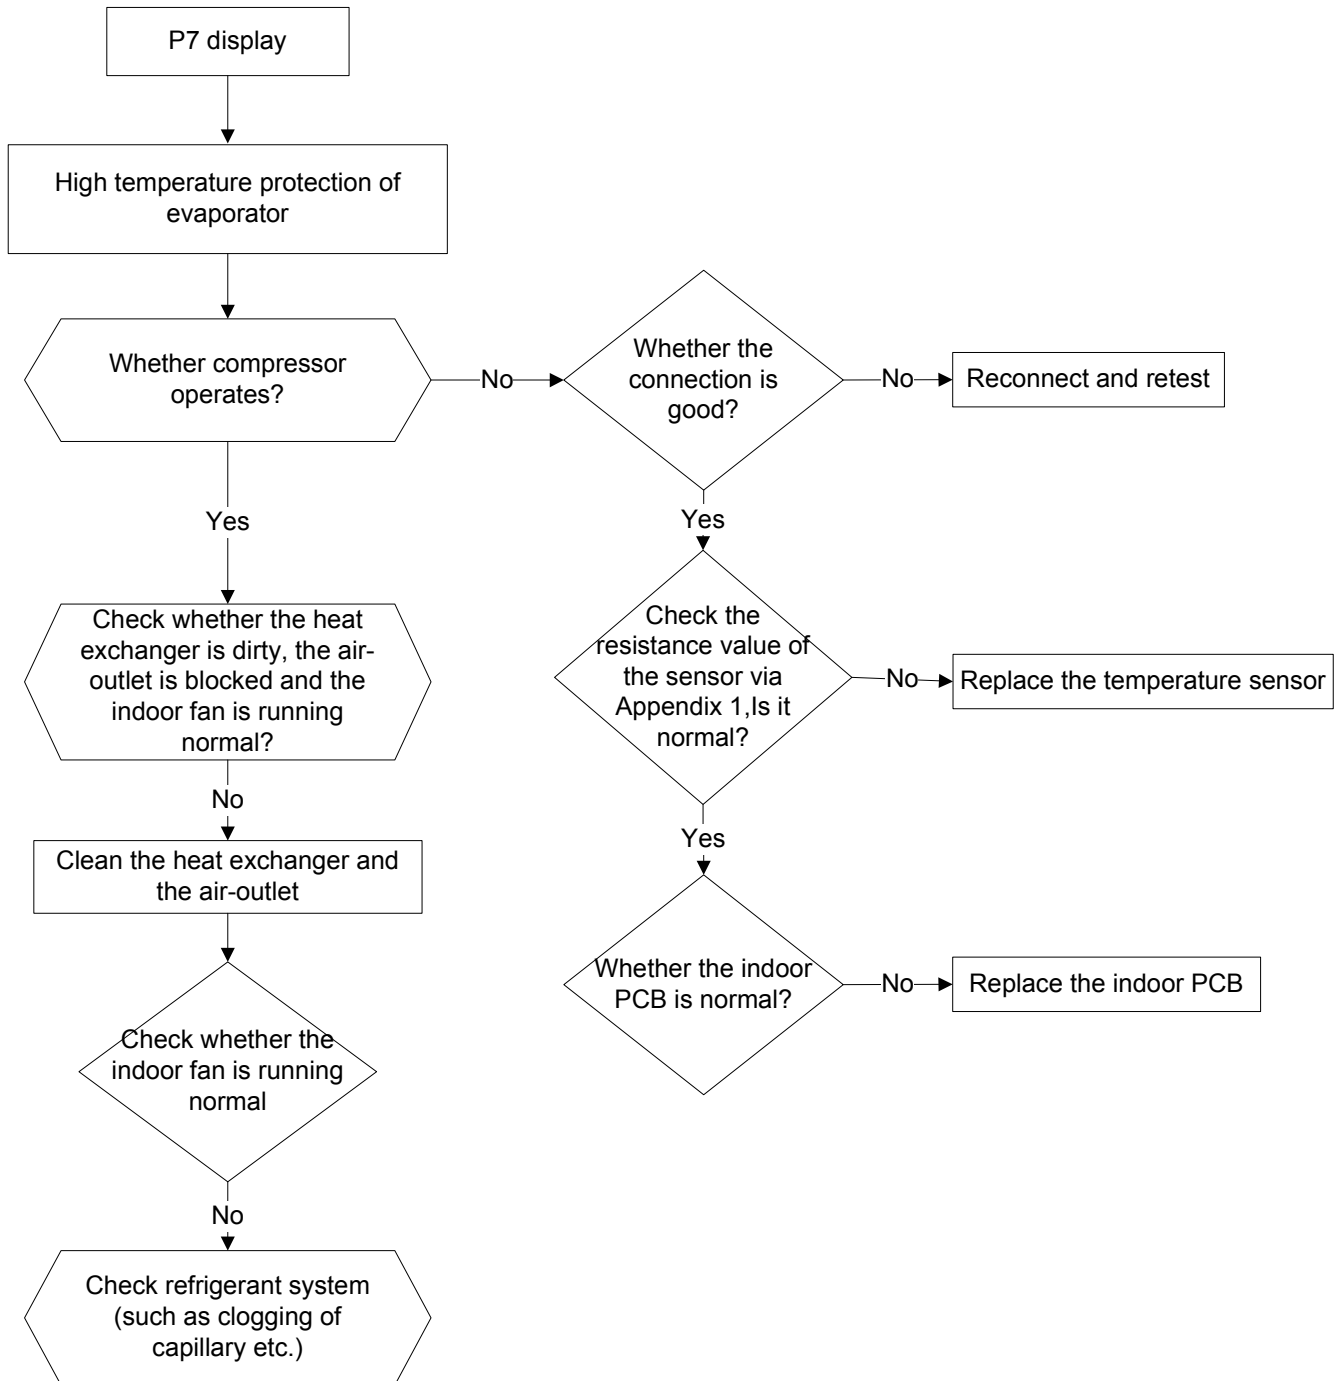 P7 display
High temperature protection of
evaporator
Whether compressor
operates?
No
Whether the
connection is
good?
No
Reconnect and retest
Yes
Yes
Check whether the heat
exchanger is dirty, the air-
outlet is blocked and the
indoor fan is running
normal?
Check the
resistance value of
the sensor via
Appendix 1,Is it
normal?
No
Replace the temperature sensor
No
Yes
Clean the heat exchanger and
the air-outlet
Whether the indoor
PCB is normal?
No
Replace the indoor PCB
Check whether the
indoor fan is running
normal
No
Check refrigerant system
(such as clogging of
capillary etc.)